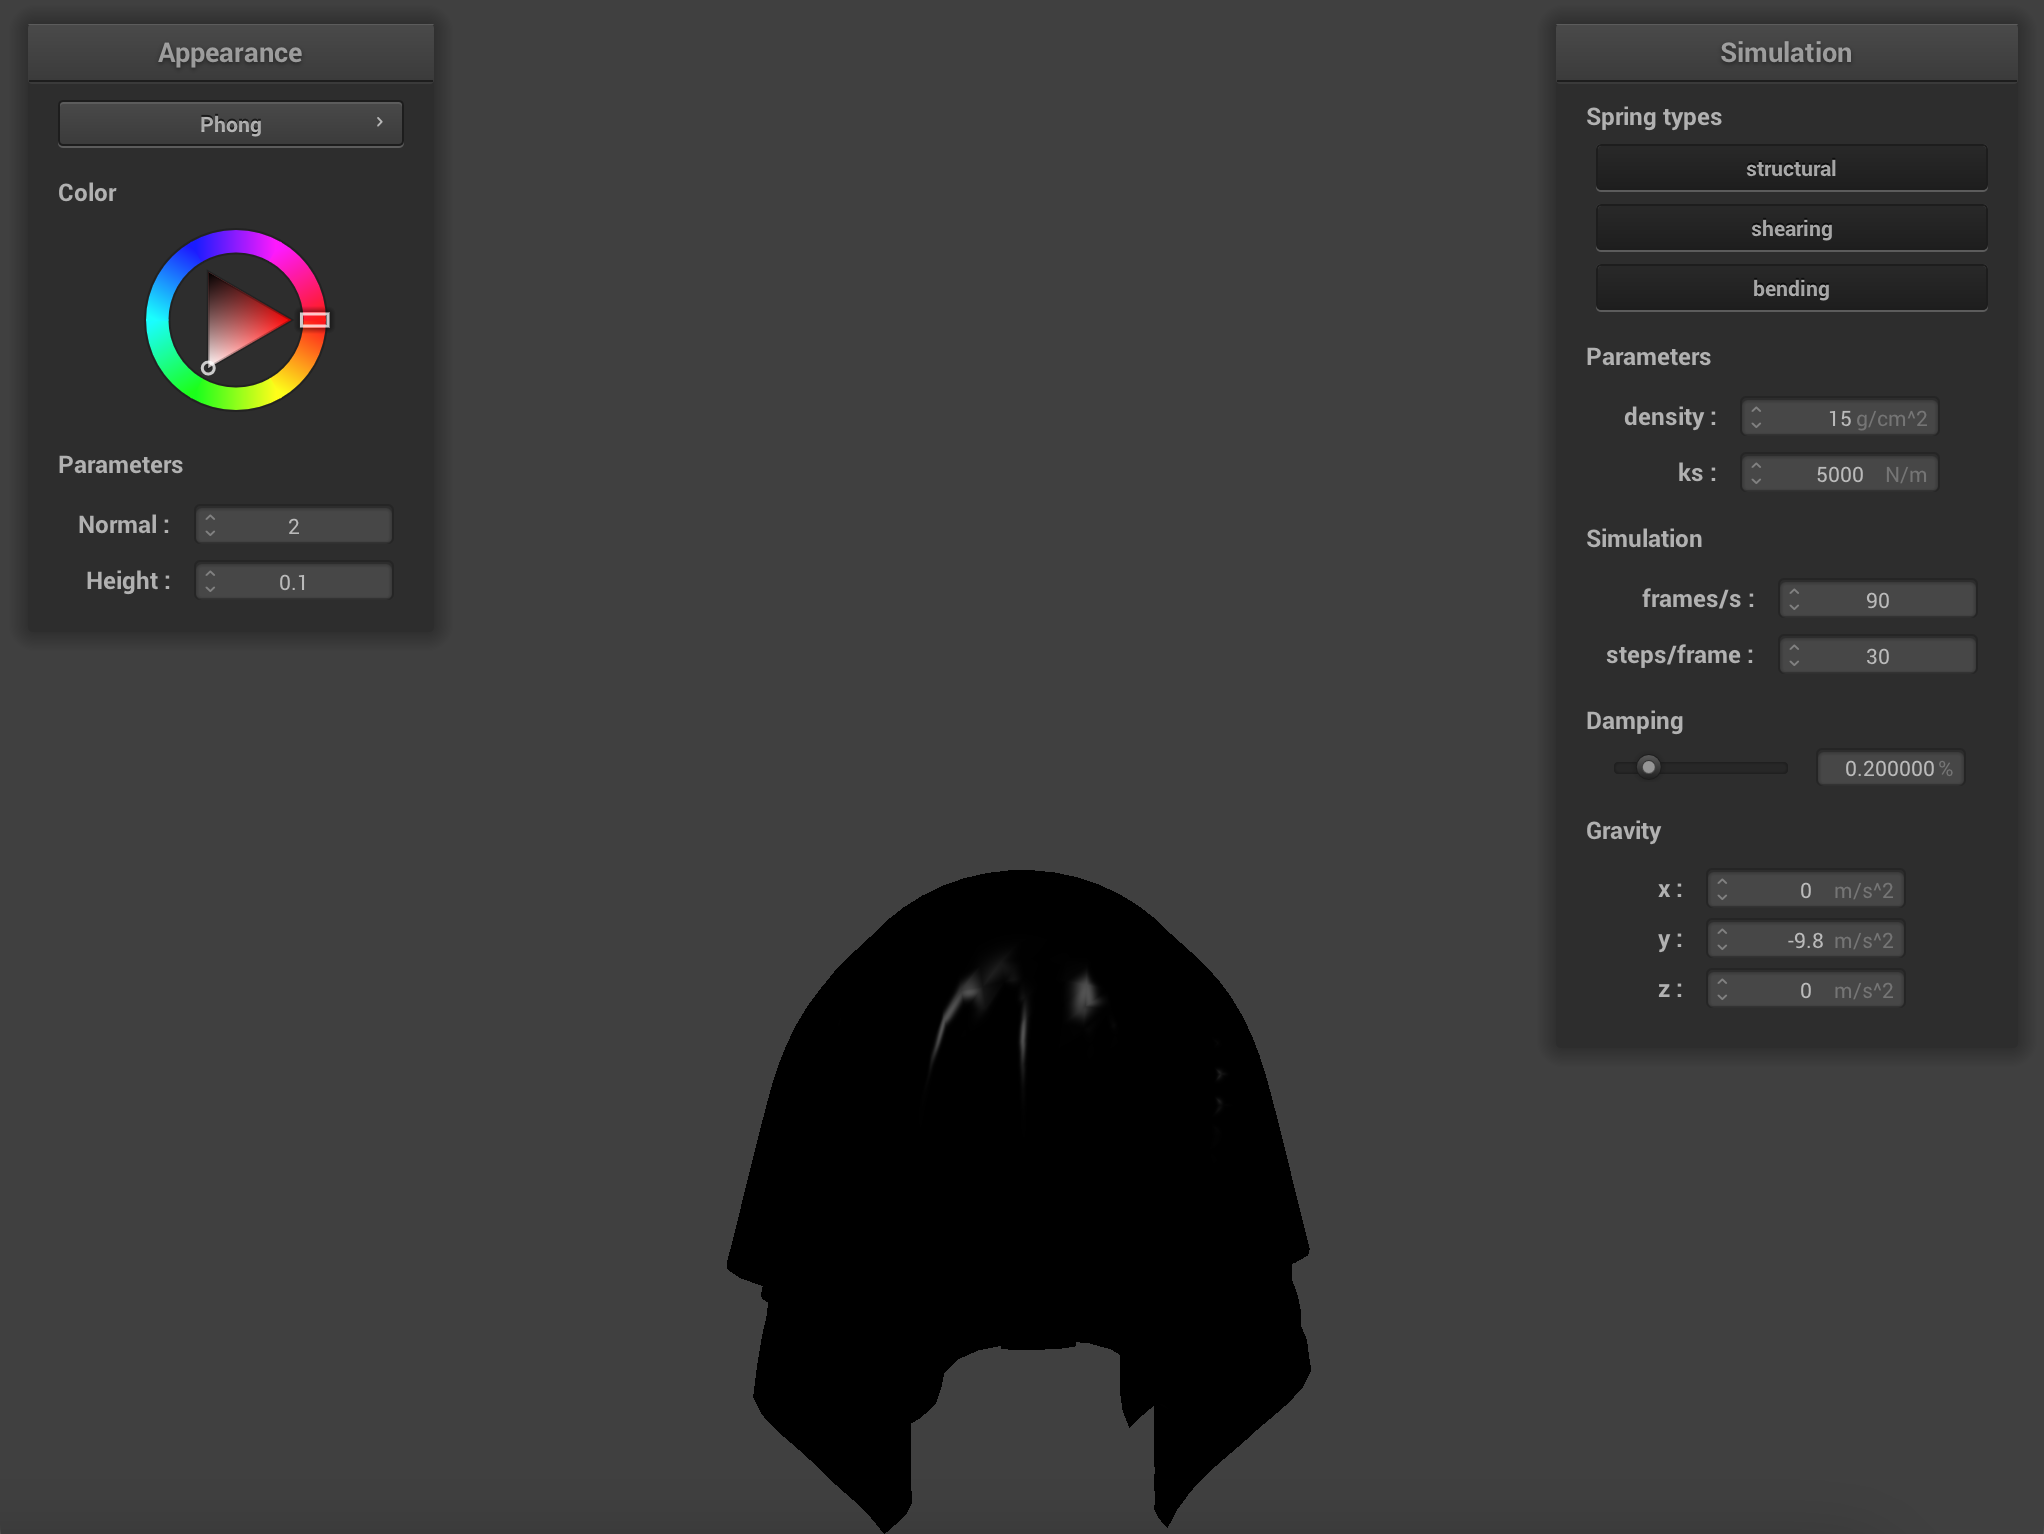 Appearance
Phong
Color
Parameters
Normal : 2
Height : 0.1
Simulation
Spring types
structural
shearing
bending
Parameters
density : 15 g/cm^2
ks : 5000 N/m
Simulation
frames/s : 90
steps/frame : 30
Damping
0.200000 %
Gravity
x : 0 m/s^2
y : -9.8 m/s^2
z : 0 m/s^2